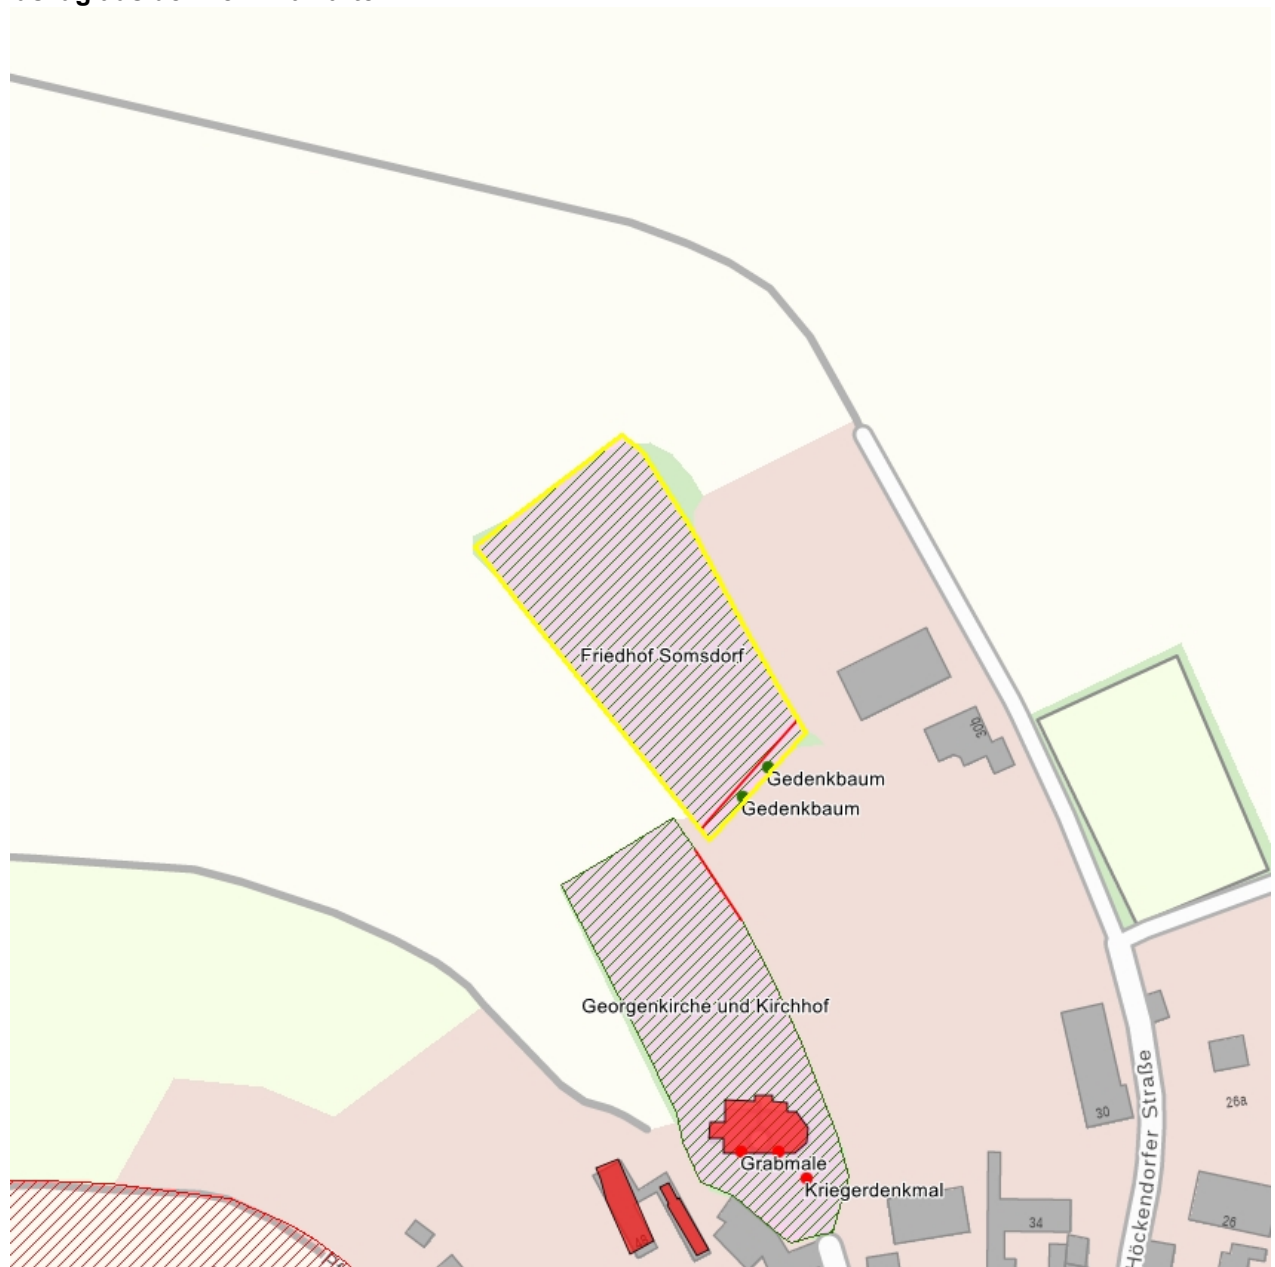 Friedhof Somsdorf
30b
Gedenkbaum
Gedenkbaum
Georgenkirche und Kirchhof
30
26a
Höckendorfer Straße
Grabmale
Kriegerdenkmal
34
26